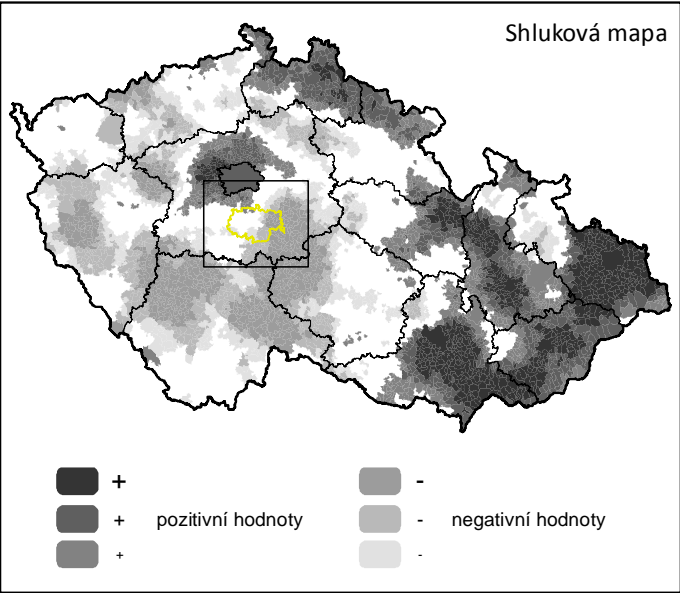 Shluková mapa
+
-
+ pozitivní hodnoty
- negativní hodnoty
+
-